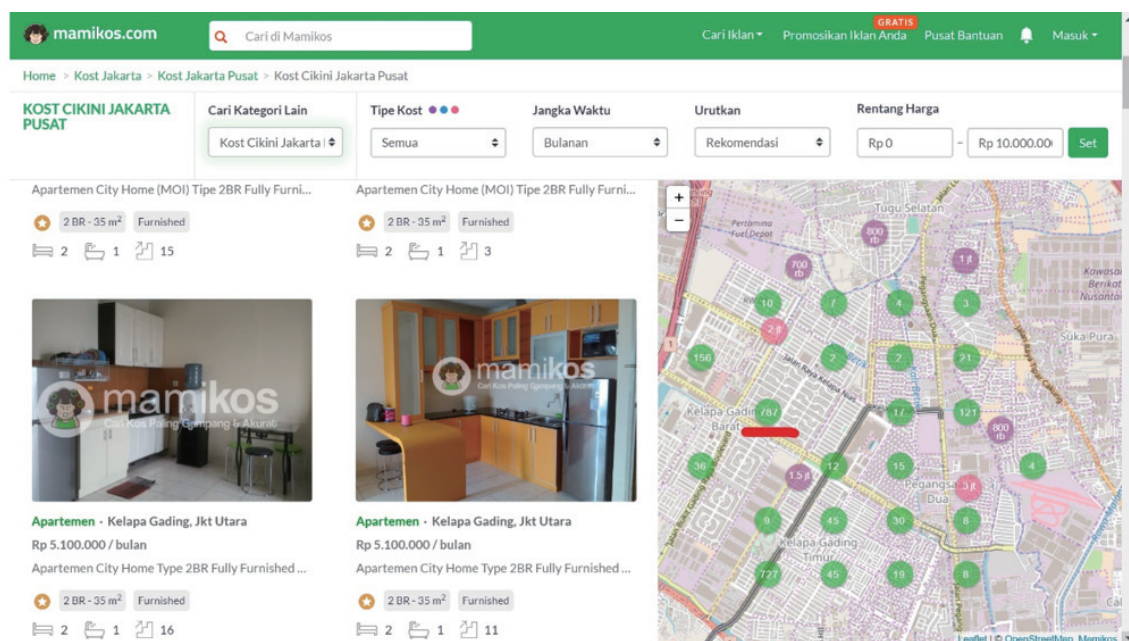 mamikos.com
Cari di Mamikos
GRATIS
Cari Iklan
Promosikan Iklan Anda
Pusat Bantuan
Masuk
Home > Kost Jakarta > Kost Jakarta Pusat > Kost Cikini Jakarta Pusat
KOST CIKINI JAKARTA
PUSAT
Cari Kategori Lain
Kost Cikini Jakarta
Tipe Kost
Semua
Jangka Waktu
Bulanan
Urutkan
Rekomendasi
Rentang Harga
Rp 0
–
Rp 10.000.00
Set
Apartemen City Home (MOI) Tipe 2BR Fully Furni...
2 BR - 35 m²
Furnished
2 1 15
Apartemen City Home (MOI) Tipe 2BR Fully Furni...
2 BR - 35 m²
Furnished
2 1 3
mamikos
Cari Kos Paling Gampang & Akurat
mamikos
Cari Kos Paling Gampang & Akurat
Apartemen · Kelapa Gading, Jkt Utara
Rp 5.100.000 / bulan
Apartemen City Home Type 2BR Fully Furnished ...
2 BR - 35 m²
Furnished
2 1 16
Apartemen · Kelapa Gading, Jkt Utara
Rp 5.100.000 / bulan
Apartemen City Home Type 2BR Fully Furnished ...
2 BR - 35 m²
Furnished
2 1 11
+
−
Tugu Selatan
Pertamina
Fuel Depot
800
rb
700
rb
1 jt
Kawasa
Berikat
Nusanta
10
7
4
3
2 jt
Suka Pura
1
156
2
2
21
Jalan Raya Kelapa
Kelapa Gadin
Barat
787
17
121
800
rb
36
12
15
4
1.5 jt
Pegangsa
Dua
3 jt
9
45
30
8
Kelapa Gading
Timur
727
45
19
8
Leaflet | © OpenStreetMap, Mamikos